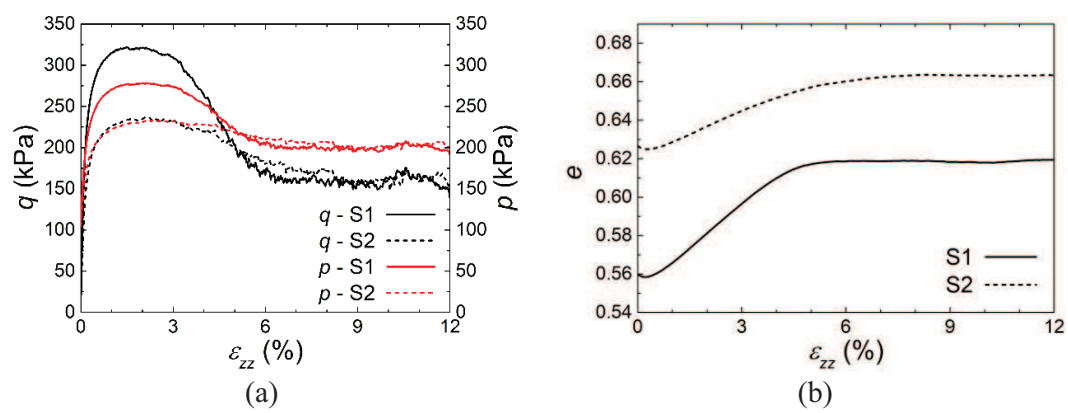 350
300
250
200
150
100
50
0
q (kPa)
350
300
250
200
150
100
50
0
p (kPa)
q - S1
q - S2
p - S1
p - S2
0 3 6 9 12
ε_zz (%)
(a)
0.68
0.66
0.64
0.62
0.60
0.58
0.56
0.54
e
S1
S2
0 3 6 9 12
ε_zz (%)
(b)